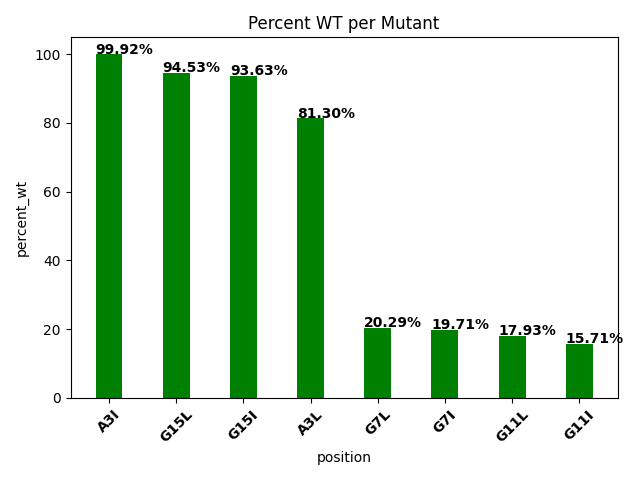 Percent WT per Mutant
percent_wt
100
80
60
40
20
0
99.92%
94.53%
93.63%
81.30%
20.29%
19.71%
17.93%
15.71%
A3I
G15L
G15I
A3L
G7L
G7I
G11L
G11I
position